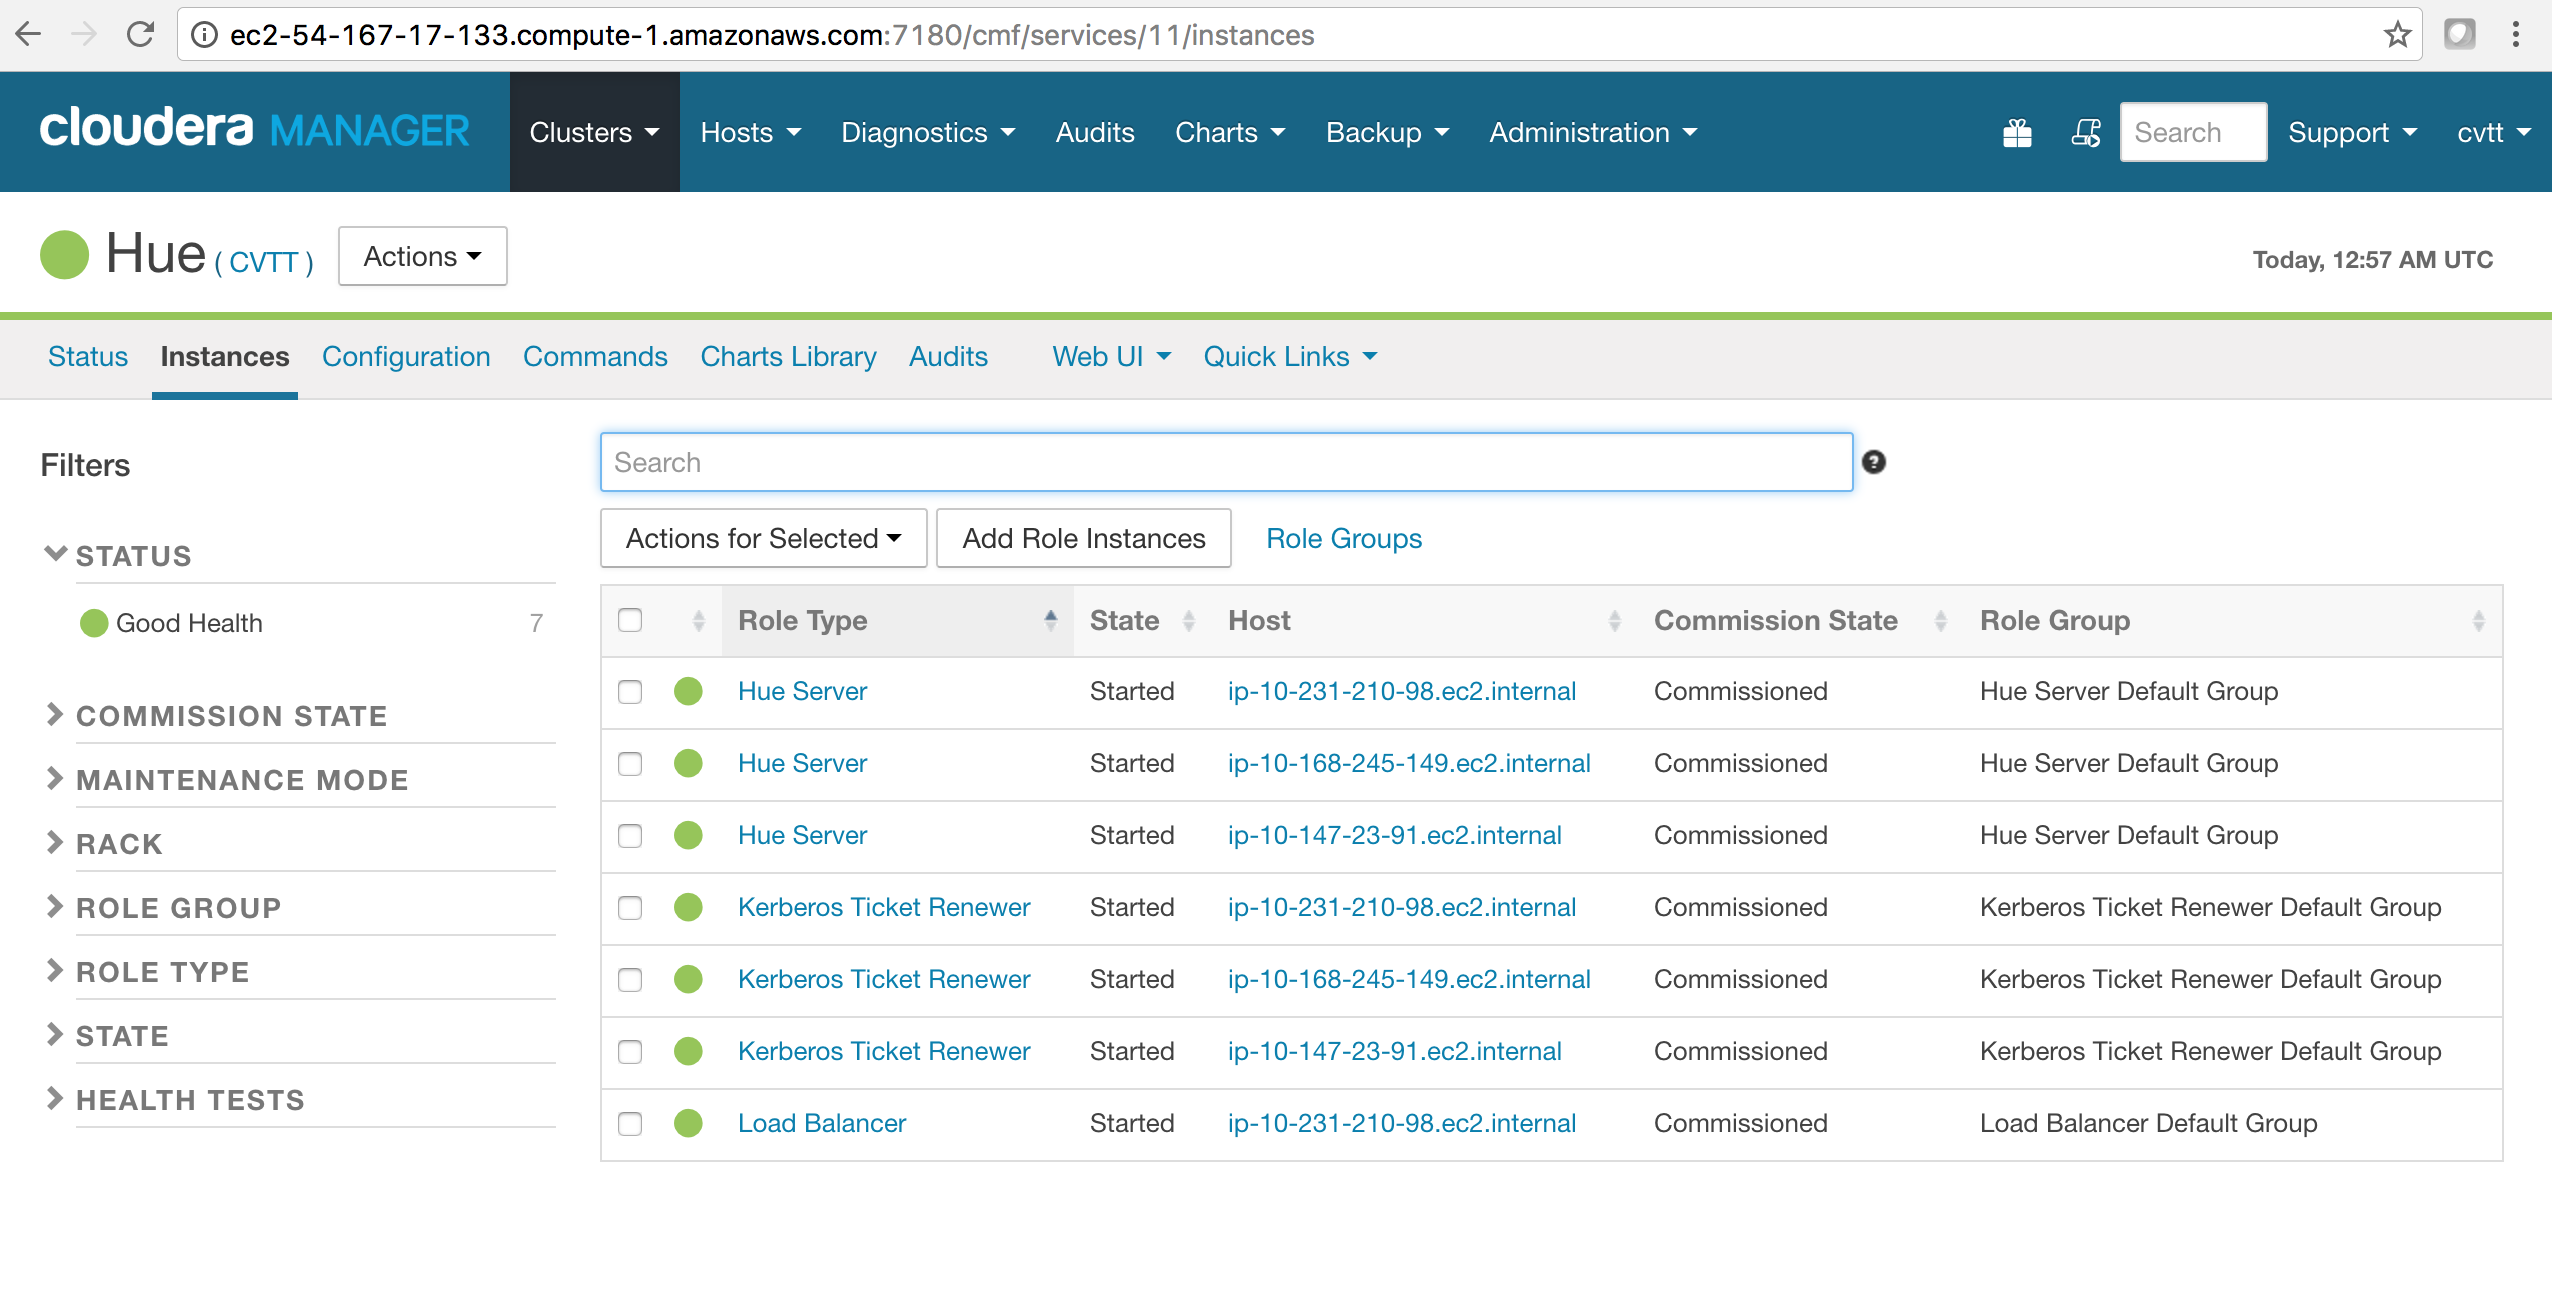 ec2-54-167-17-133.compute-1.amazonaws.com:7180/cmf/services/11/instances
cloudera MANAGER Clusters Hosts Diagnostics Audits Charts Backup Administration Search Support cvtt
Hue ( CVTT ) Actions Today, 12:57 AM UTC
Status Instances Configuration Commands Charts Library Audits Web UI Quick Links
Filters
Search ?
Actions for Selected Add Role Instances Role Groups
STATUS
Good Health 7
COMMISSION STATE
MAINTENANCE MODE
RACK
ROLE GROUP
ROLE TYPE
STATE
HEALTH TESTS
Role Type State Host Commission State Role Group
Hue Server Started ip-10-231-210-98.ec2.internal Commissioned Hue Server Default Group
Hue Server Started ip-10-168-245-149.ec2.internal Commissioned Hue Server Default Group
Hue Server Started ip-10-147-23-91.ec2.internal Commissioned Hue Server Default Group
Kerberos Ticket Renewer Started ip-10-231-210-98.ec2.internal Commissioned Kerberos Ticket Renewer Default Group
Kerberos Ticket Renewer Started ip-10-168-245-149.ec2.internal Commissioned Kerberos Ticket Renewer Default Group
Kerberos Ticket Renewer Started ip-10-147-23-91.ec2.internal Commissioned Kerberos Ticket Renewer Default Group
Load Balancer Started ip-10-231-210-98.ec2.internal Commissioned Load Balancer Default Group